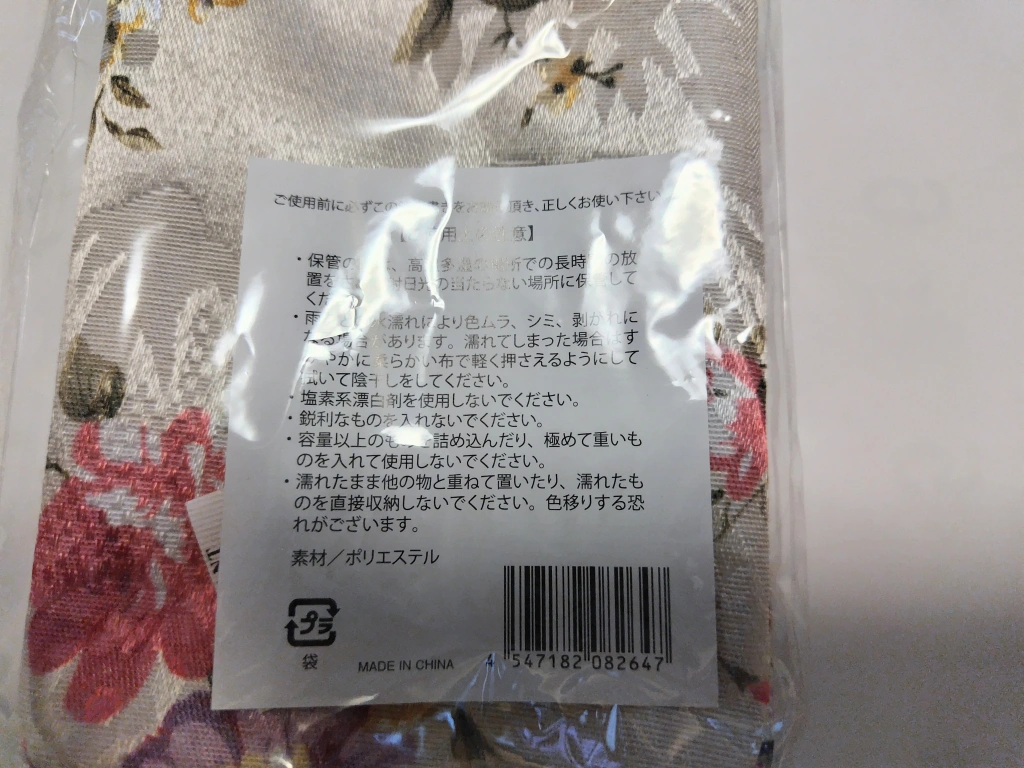 ご使用前に必ずこの 頂き、正しくお使い下さい
用 意】
・保管の 、高 多 所での長時 の放
置を 日光の当たらない場所に保 して
くだ
・雨 水濡れにより色ムラ、シミ、剥がれに
なる場合があります。濡れてしまった場合はす
やかに柔らかい布で軽く押さえるようにして
拭いて陰干しをしてください。
・塩素系漂白剤を使用しないでください。
・鋭利なものを入れないでください。
・容量以上のもの 詰め込んだり、極めて重いも
のを入れて使用しないでください。
・濡れたまま他の物と重ねて置いたり、濡れたも
のを直接収納しないでください。色移りする恐
れがございます。
素材／ポリエステル
プラ
袋
MADE IN CHINA
4 547182 082647